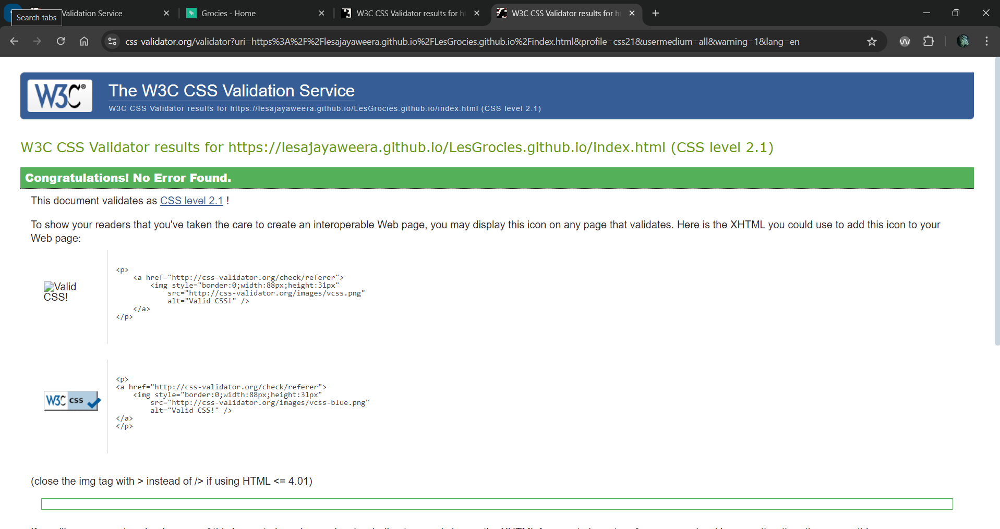 Search tabs
Validation Service
Grocies - Home
W3C CSS Validator results for h
W3C CSS Validator results for h
css-validator.org/validator?uri=https%3A%2F%2Flesajayaweera.github.io%2FLesGrocies.github.io%2Findex.html&profile=css21&usermedium=all&warning=1&lang=en
W3C®
The W3C CSS Validation Service
W3C CSS Validator results for https://lesajayaweera.github.io/LesGrocies.github.io/index.html (CSS level 2.1)
W3C CSS Validator results for https://lesajayaweera.github.io/LesGrocies.github.io/index.html (CSS level 2.1)
Congratulations! No Error Found.
This document validates as CSS level 2.1 !
To show your readers that you've taken the care to create an interoperable Web page, you may display this icon on any page that validates. Here is the XHTML you could use to add this icon to your
Web page:
Valid
CSS!
<p>
<a href="http://css-validator.org/check/referer">
<img style="border:0;width:88px;height:31px"
src="http://css-validator.org/images/vcss.png"
alt="Valid CSS!" />
</a>
</p>
W3C css
<p>
<a href="http://css-validator.org/check/referer">
<img style="border:0;width:88px;height:31px"
src="http://css-validator.org/images/vcss-blue.png"
alt="Valid CSS!" />
</a>
</p>
(close the img tag with > instead of /> if using HTML <= 4.01)